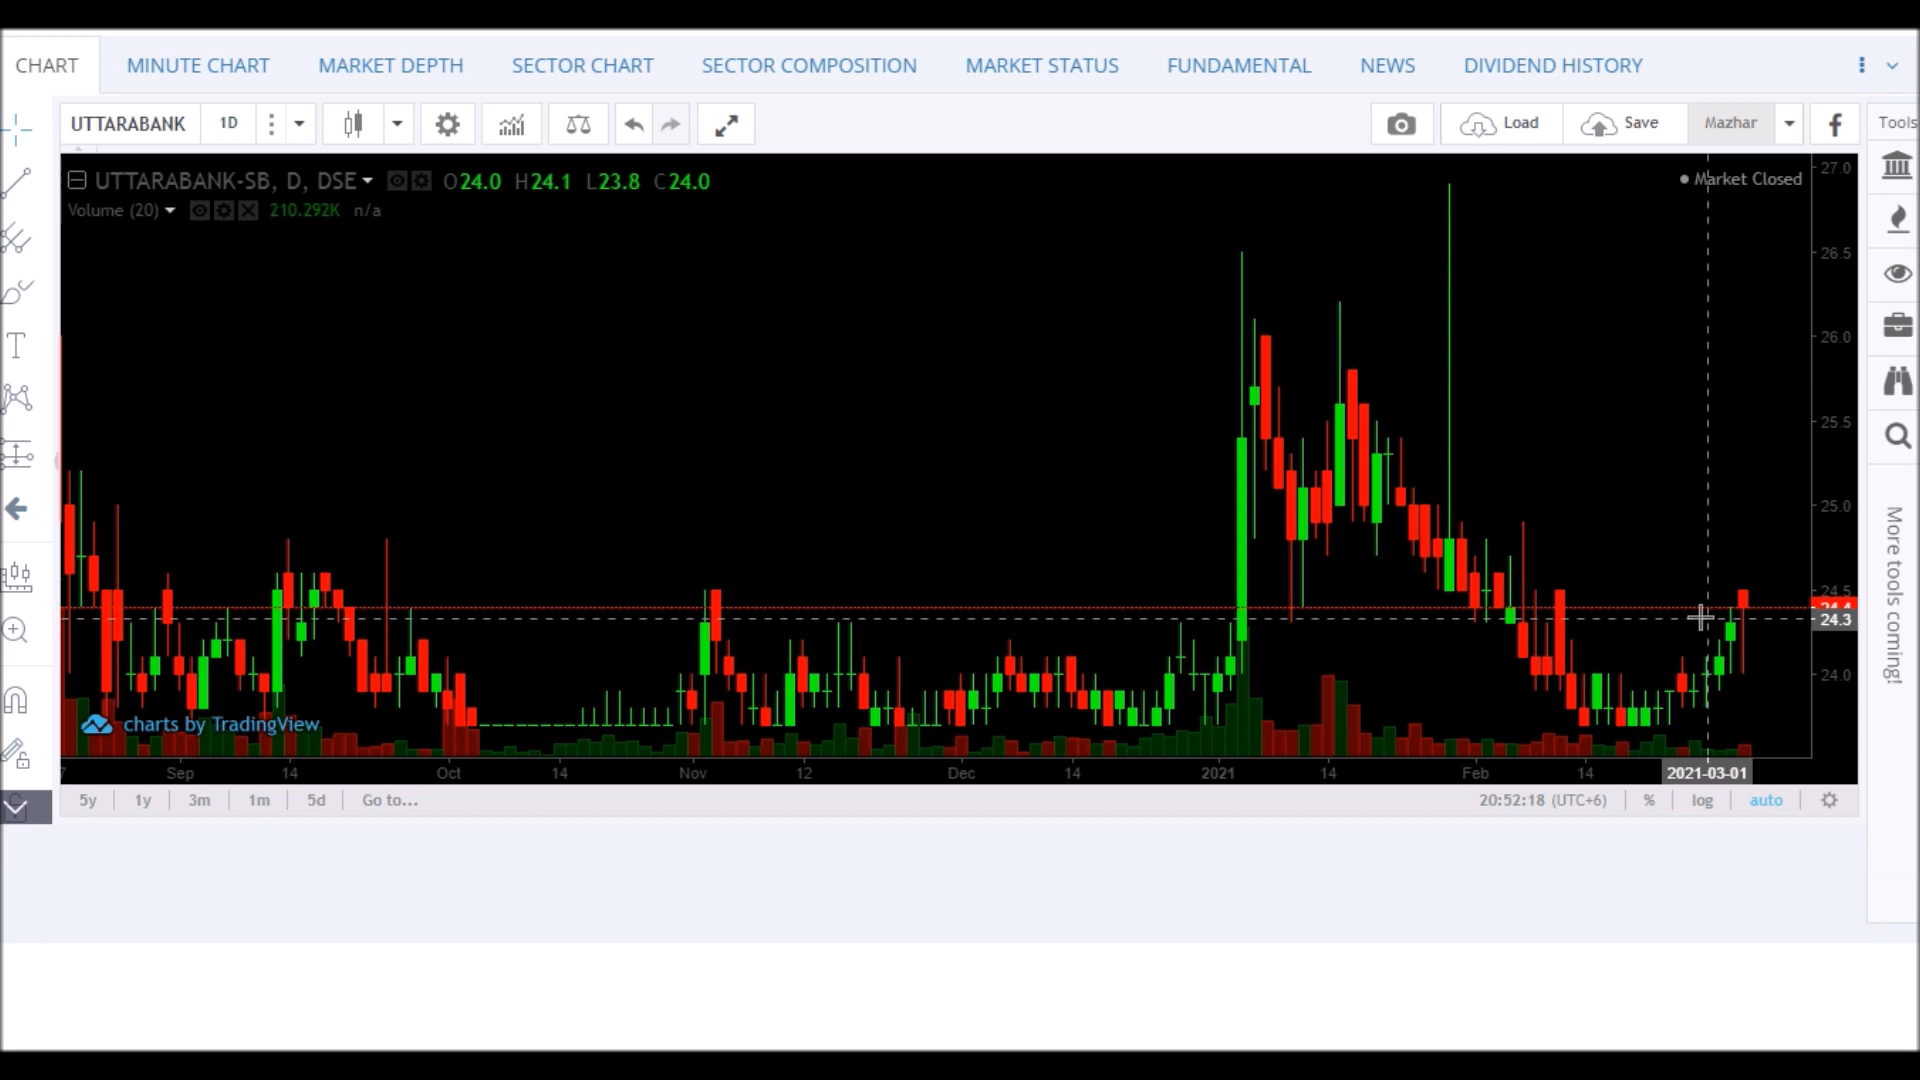 CHART MINUTE CHART MARKET DEPTH SECTOR CHART SECTOR COMPOSITION MARKET STATUS FUNDAMENTAL NEWS DIVIDEND HISTORY
UTTARABANK 1D Load Save Mazhar Tools
UTTARABANK-SB, D, DSE O24.0 H24.1 L23.8 C24.0
Market Closed
Volume (20) 210.292K n/a
27.0
26.5
26.0
25.5
25.0
24.5
24.4
24.3
24.0
More tools coming!
charts by TradingView
7 Sep 14 Oct 14 Nov 12 Dec 14 2021 14 Feb 14 2021-03-01
5y 1y 3m 1m 5d Go to... 20:52:18 (UTC+6) % log auto